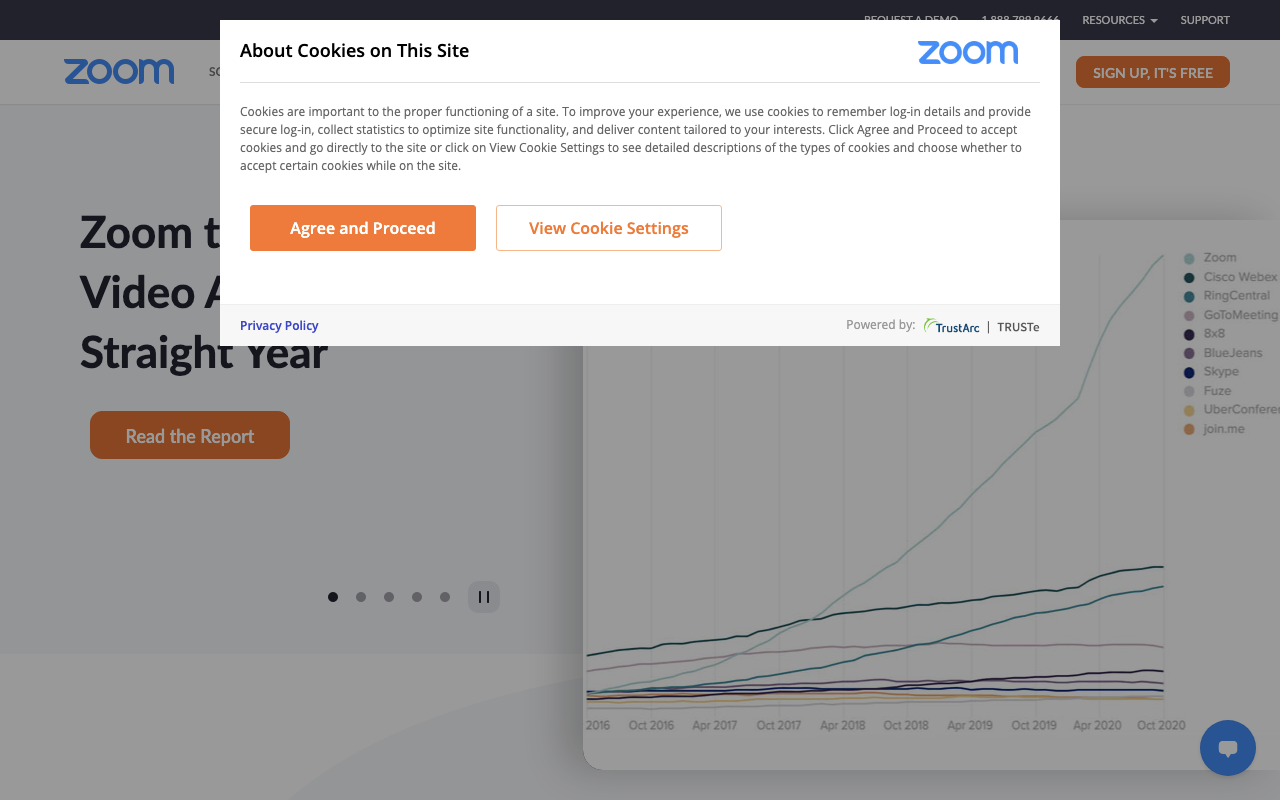 REQUEST A DEMO 1.888.799.9666 RESOURCES SUPPORT
About Cookies on This Site
zoom
zoom
SIGN UP, IT'S FREE
Cookies are important to the proper functioning of a site. To improve your experience, we use cookies to remember log-in details and provide
secure log-in, collect statistics to optimize site functionality, and deliver content tailored to your interests. Click Agree and Proceed to accept
cookies and go directly to the site or click on View Cookie Settings to see detailed descriptions of the types of cookies and choose whether to
accept certain cookies while on the site.
Agree and Proceed
View Cookie Settings
Privacy Policy
Powered by: TrustArc | TRUSTe
Zoom
Video
Straight Year
Read the Report
Zoom
Cisco Webex
RingCentral
GoToMeeting
8x8
BlueJeans
Skype
Fuze
UberConfere
join.me
2016 Oct 2016 Apr 2017 Oct 2017 Apr 2018 Oct 2018 Apr 2019 Oct 2019 Apr 2020 Oct 2020